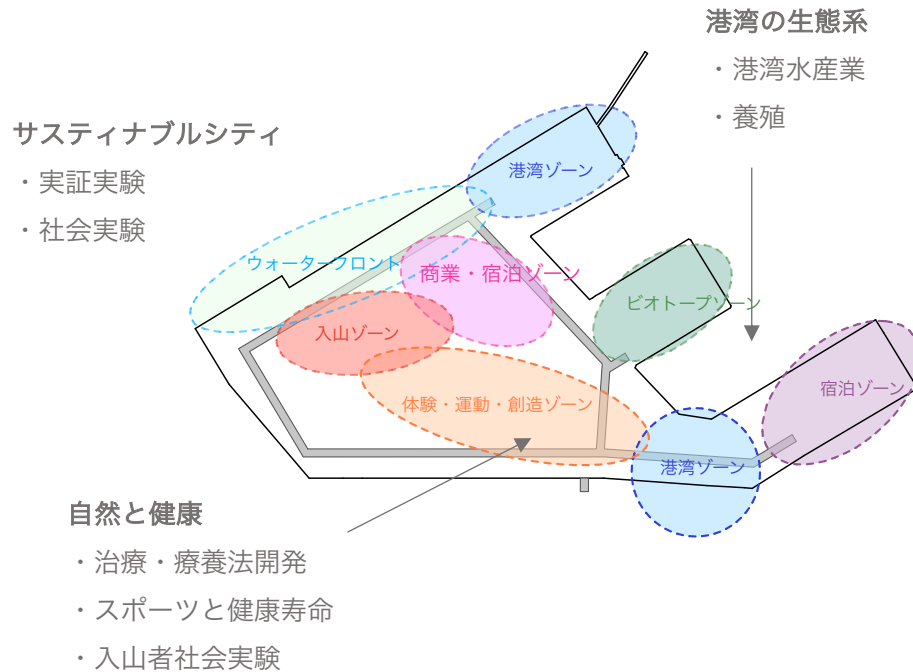 港湾の生態系
・港湾水産業
・養殖
サスティナブルシティ
・実証実験
・社会実験
港湾ゾーン
ウォーターフロント
商業・宿泊ゾーン
ビオトープゾーン
入山ゾーン
体験・運動・創造ゾーン
宿泊ゾーン
港湾ゾーン
自然と健康
・治療・療養法開発
・スポーツと健康寿命
・入山者社会実験